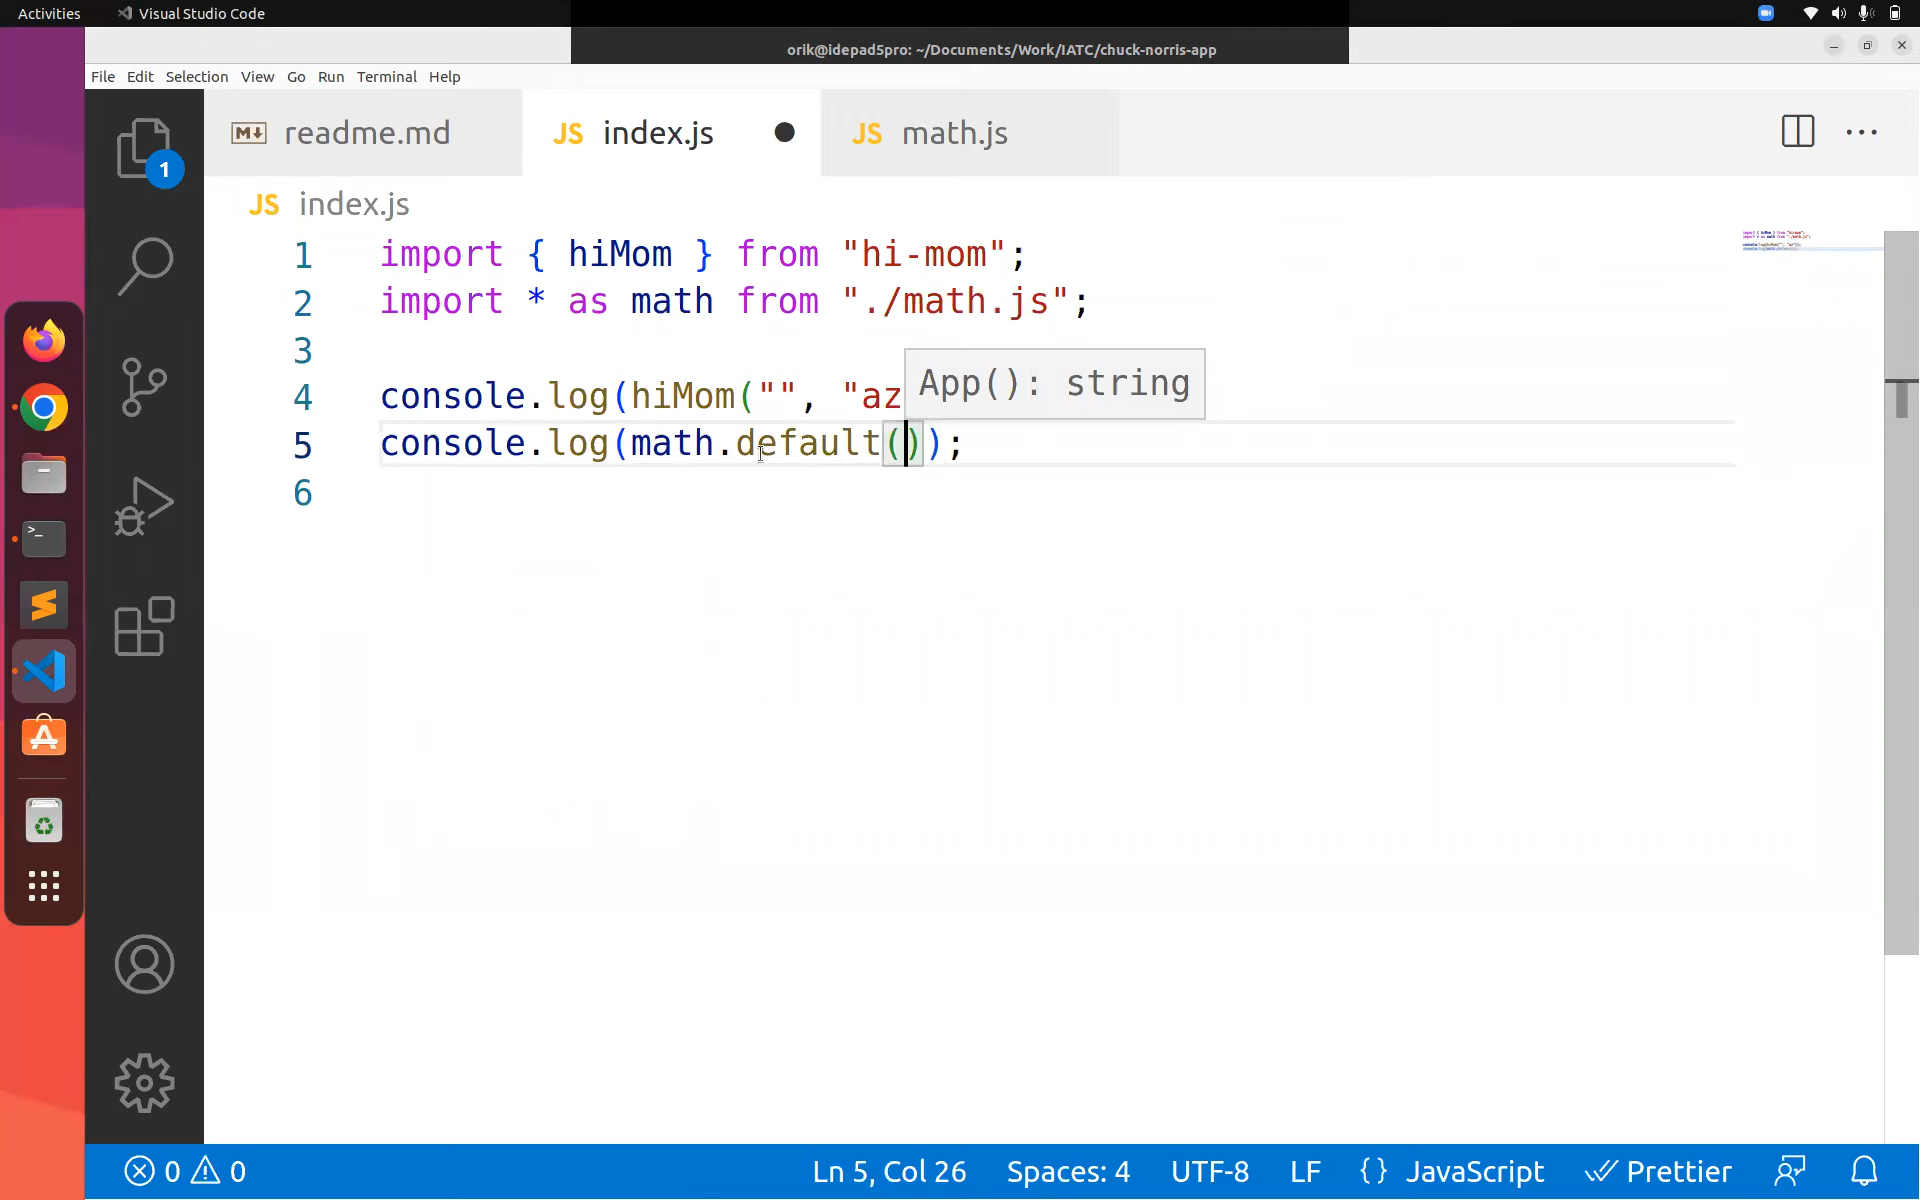 Activities
Visual Studio Code
orik@idepad5pro: ~/Documents/Work/IATC/chuck-norris-app
File Edit Selection View Go Run Terminal Help
1
readme.md
JS index.js
JS math.js
JS index.js
1 import { hiMom } from "hi-mom";
2 import * as math from "./math.js";
3
App(): string
4 console.log(hiMom("", "az
5 console.log(math.default());
6
0 0
Ln 5, Col 26
Spaces: 4
UTF-8
LF
{ } JavaScript
Prettier